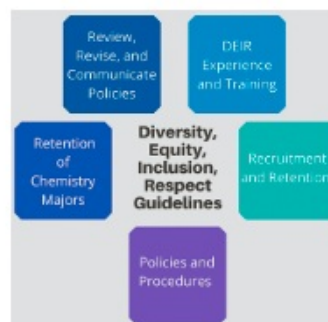 Review,
Revise, and
Communicate
Policies
DEIR
Experience
and Training
Retention
of
Chemistry
Majors
Diversity,
Equity,
Inclusion,
Respect
Guidelines
Recruitment
and Retention
Policies and
Procedures